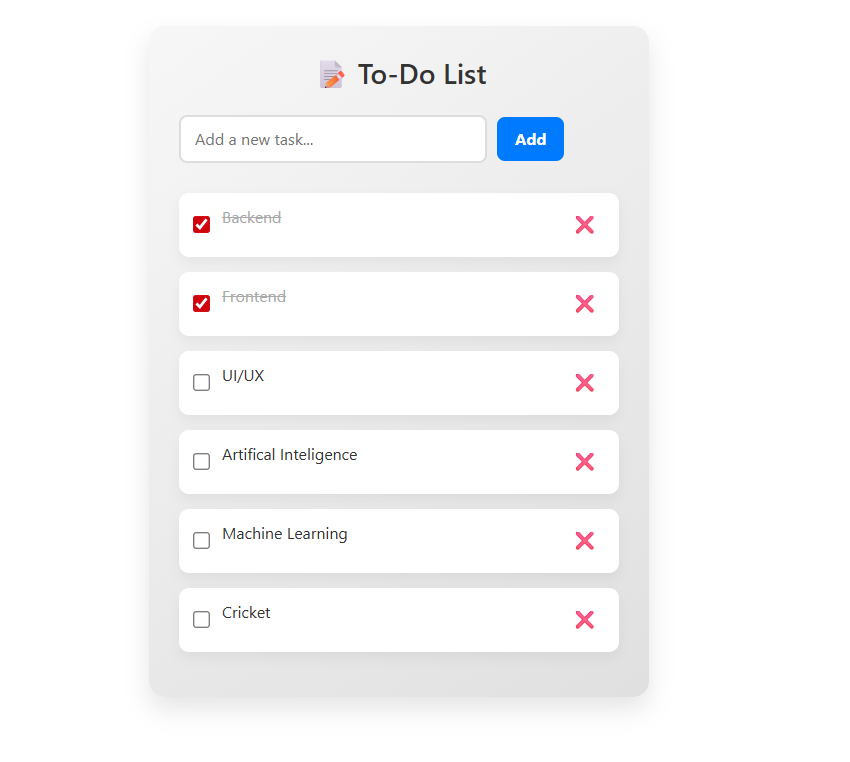 To-Do List
Add a new task...
Add
Backend
Frontend
UI/UX
Artifical Inteligence
Machine Learning
Cricket